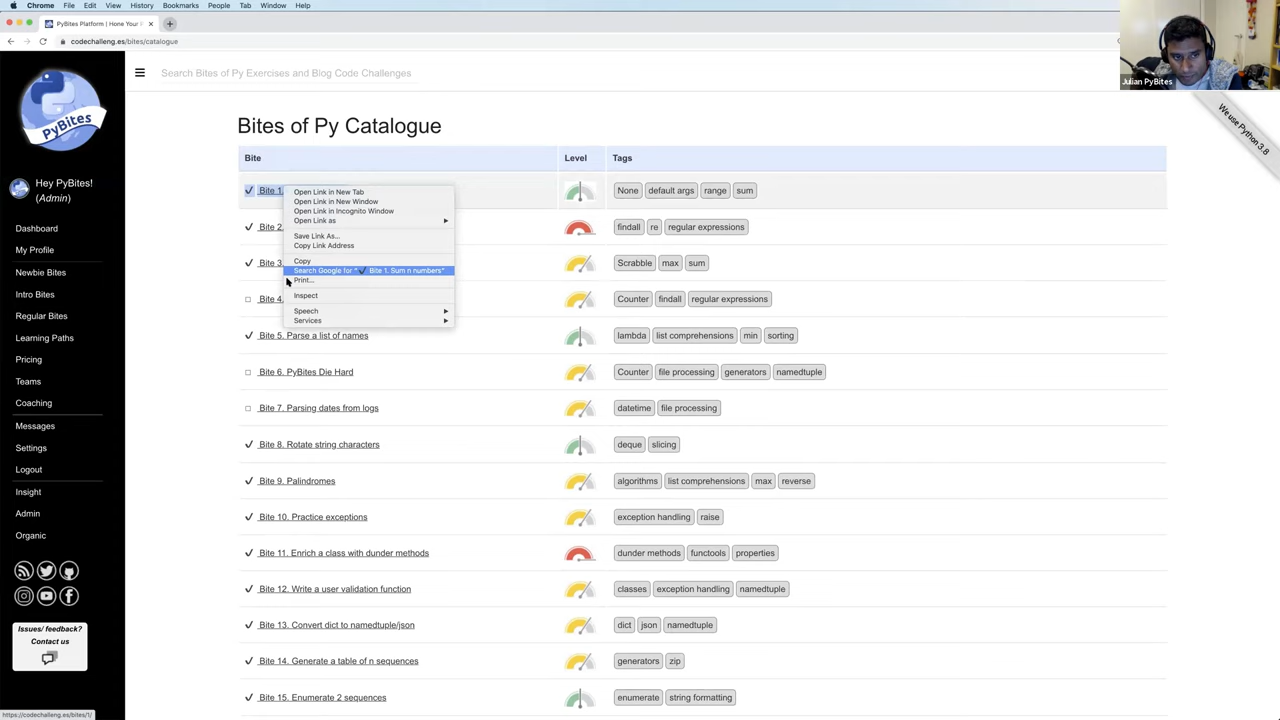 Chrome File Edit View History Bookmarks People Tab Window Help
PyBites Platform | Hone Your
codechalleng.es/bites/catalogue
Julian PyBites
Search Bites of Py Exercises and Blog Code Challenges
We use Python 3.8
PyBites
Hey PyBites!
(Admin)
Dashboard
My Profile
Newbie Bites
Intro Bites
Regular Bites
Learning Paths
Pricing
Teams
Coaching
Messages
Settings
Logout
Insight
Admin
Organic
Issues/ feedback?
Contact us
https://codechalleng.es/bites/1/
Bites of Py Catalogue
Bite Level Tags
Bite 1. None default args range sum
Bite 2. findall re regular expressions
Bite 3. Scrabble max sum
Bite 4. Counter findall regular expressions
Bite 5. Parse a list of names lambda list comprehensions min sorting
Bite 6. PyBites Die Hard Counter file processing generators namedtuple
Bite 7. Parsing dates from logs datetime file processing
Bite 8. Rotate string characters deque slicing
Bite 9. Palindromes algorithms list comprehensions max reverse
Bite 10. Practice exceptions exception handling raise
Bite 11. Enrich a class with dunder methods dunder methods functools properties
Bite 12. Write a user validation function classes exception handling namedtuple
Bite 13. Convert dict to namedtuple/json dict json namedtuple
Bite 14. Generate a table of n sequences generators zip
Bite 15. Enumerate 2 sequences enumerate string formatting
Open Link in New Tab
Open Link in New Window
Open Link in Incognito Window
Open Link as
Save Link As...
Copy Link Address
Copy
Search Google for " ✓ Bite 1. Sum n numbers"
Print...
Inspect
Speech
Services